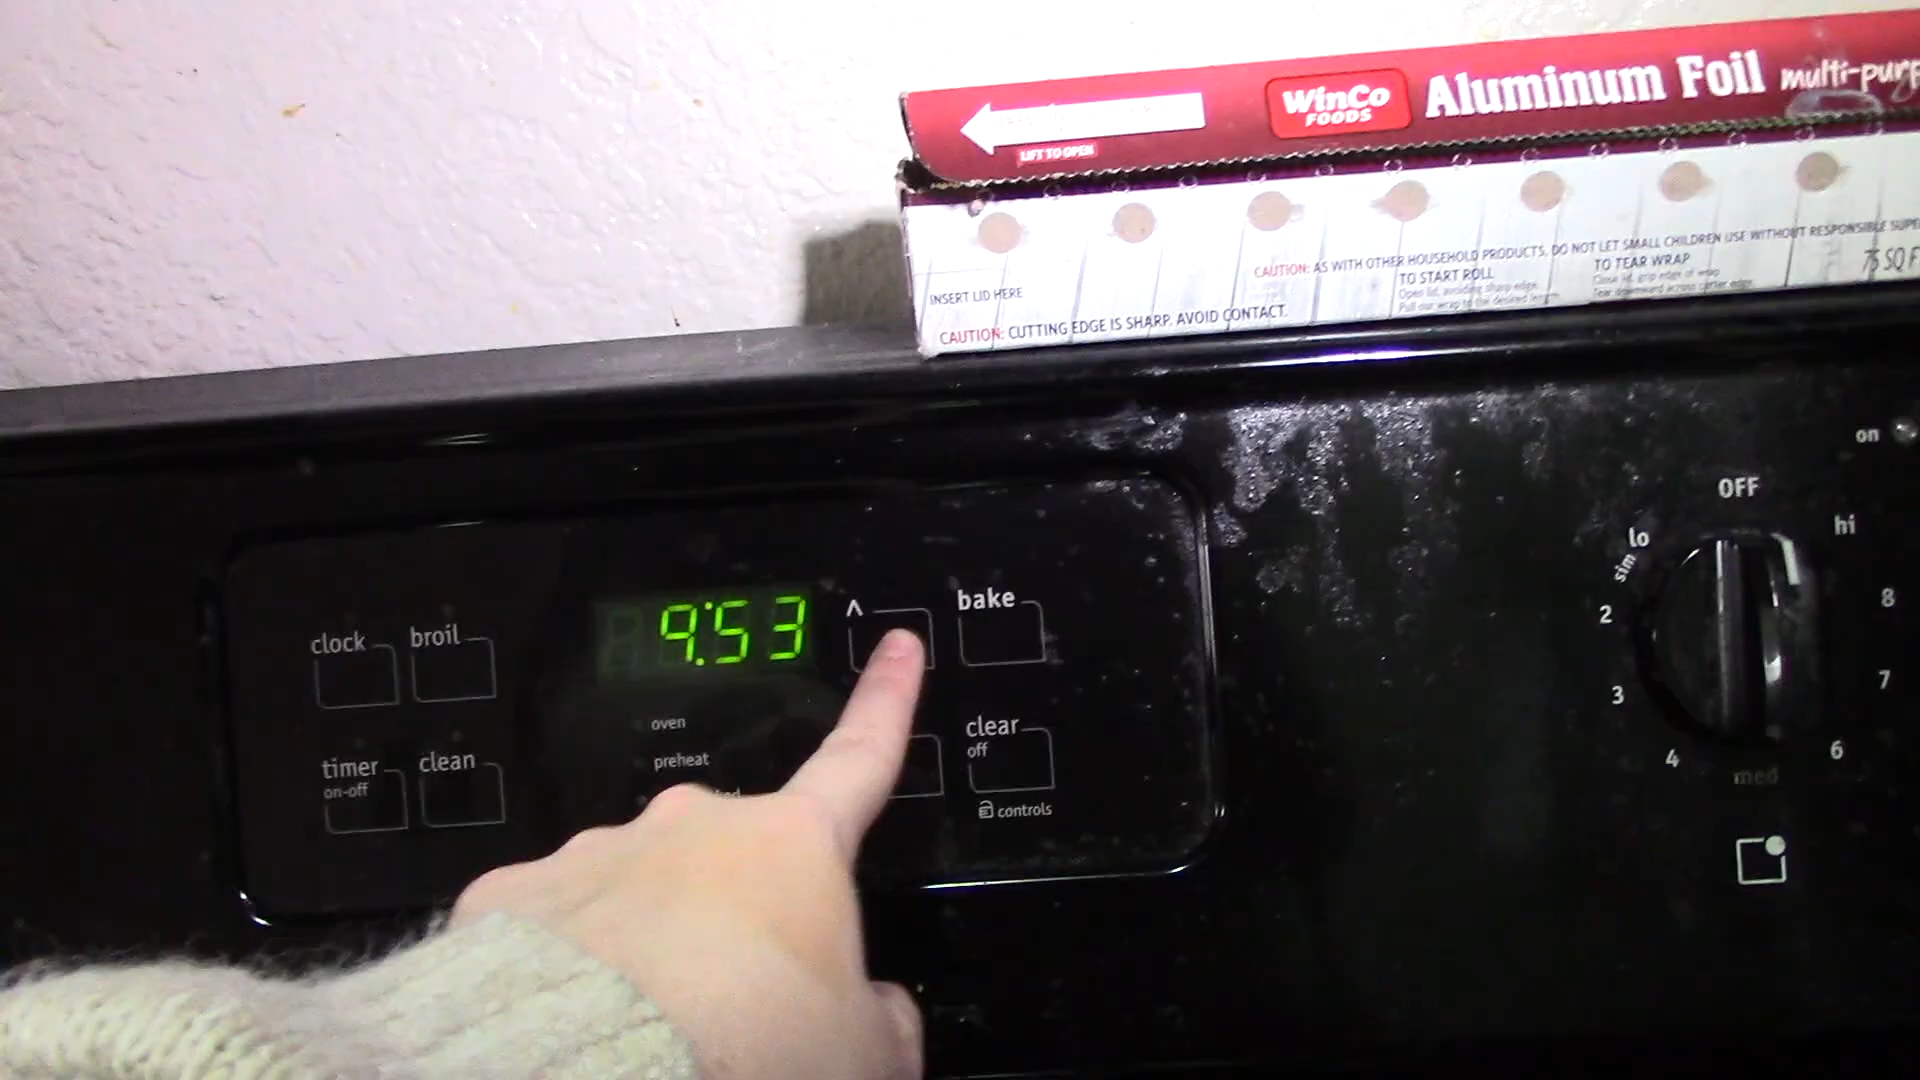 WinCo
FOODS
Aluminum Foil
LIFT TO OPEN
CAUTION: AS WITH OTHER HOUSEHOLD PRODUCTS, DO NOT LET SMALL CHILDREN USE WITHOUT RESPONSIBLE
TO START ROLL
TO TEAR WRAP
75 SQ
INSERT LID HERE
CAUTION: CUTTING EDGE IS SHARP. AVOID CONTACT.
on
OFF
lo
hi
sim
2
8
3
7
4
6
med
clock
broil
9:53
^
bake
oven
preheat
timer
on-off
clean
clear
off
controls